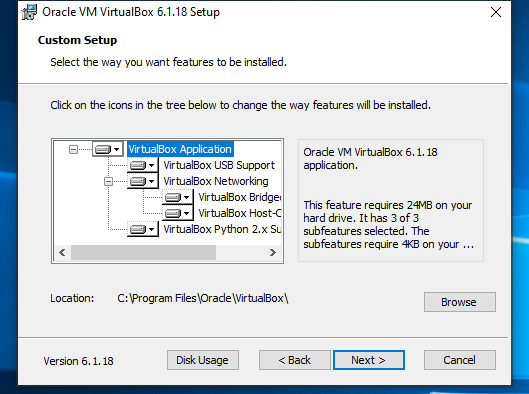 Oracle VM VirtualBox 6.1.18 Setup
Custom Setup
Select the way you want features to be installed.
Click on the icons in the tree below to change the way features will be installed.
VirtualBox Application
VirtualBox USB Support
VirtualBox Networking
VirtualBox Bridge
VirtualBox Host-C
VirtualBox Python 2.x Su
Oracle VM VirtualBox 6.1.18
application.
This feature requires 24MB on your
hard drive. It has 3 of 3
subfeatures selected. The
subfeatures require 4KB on your ...
Location: C:\Program Files\Oracle\VirtualBox\
Browse
Version 6.1.18
Disk Usage
< Back
Next >
Cancel